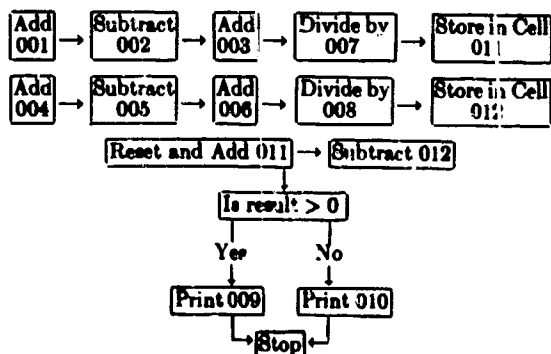 Add Subtract Add Divide by Store in Cell
001 002 003 007 011
Add Subtract Add Divide by Store in Cell
004 005 006 008 012
Reset and Add 011 Subtract 012
Is result > 0
Yes No
Print 009 Print 010
Stop